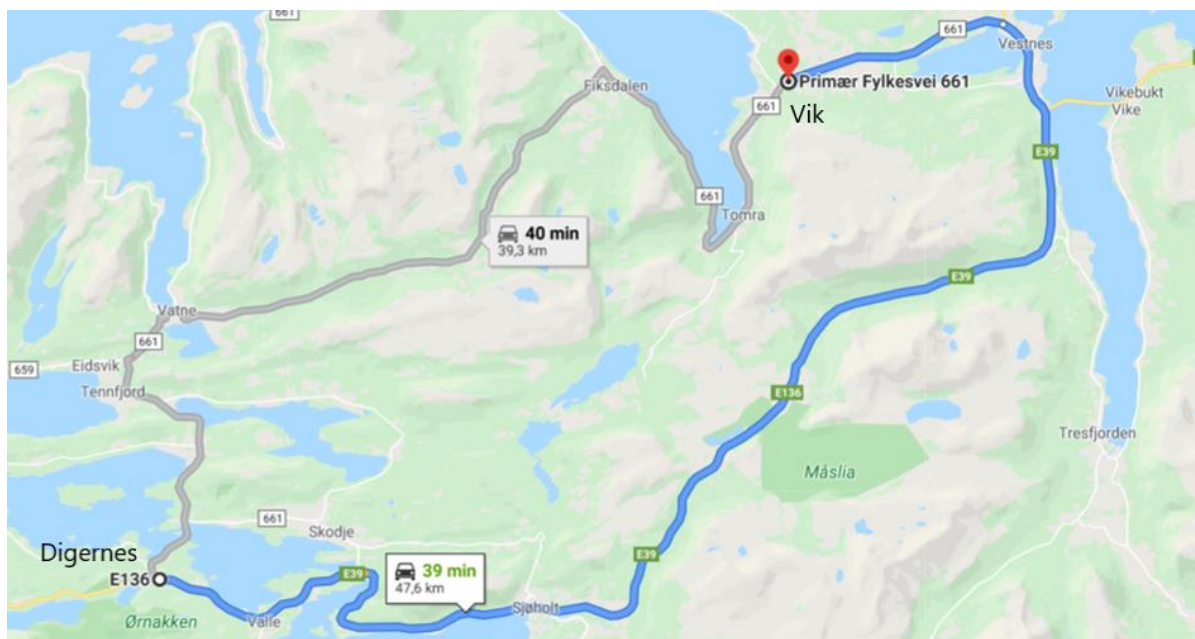 661
661
Vestnes
Fiksdalen
Primær Fylkesvei 661
Vik
661
Vikebukt
Vike
E39
661
Tomra
40 min
39,3 km
E39
Vatne
661
Eidsvik
659
Tennfjord
E136
Tresfjorden
Måslia
661
Skodje
Digernes
E136
E39
39 min
47,6 km
E39
Sjøholt
Ørnakken
Valle